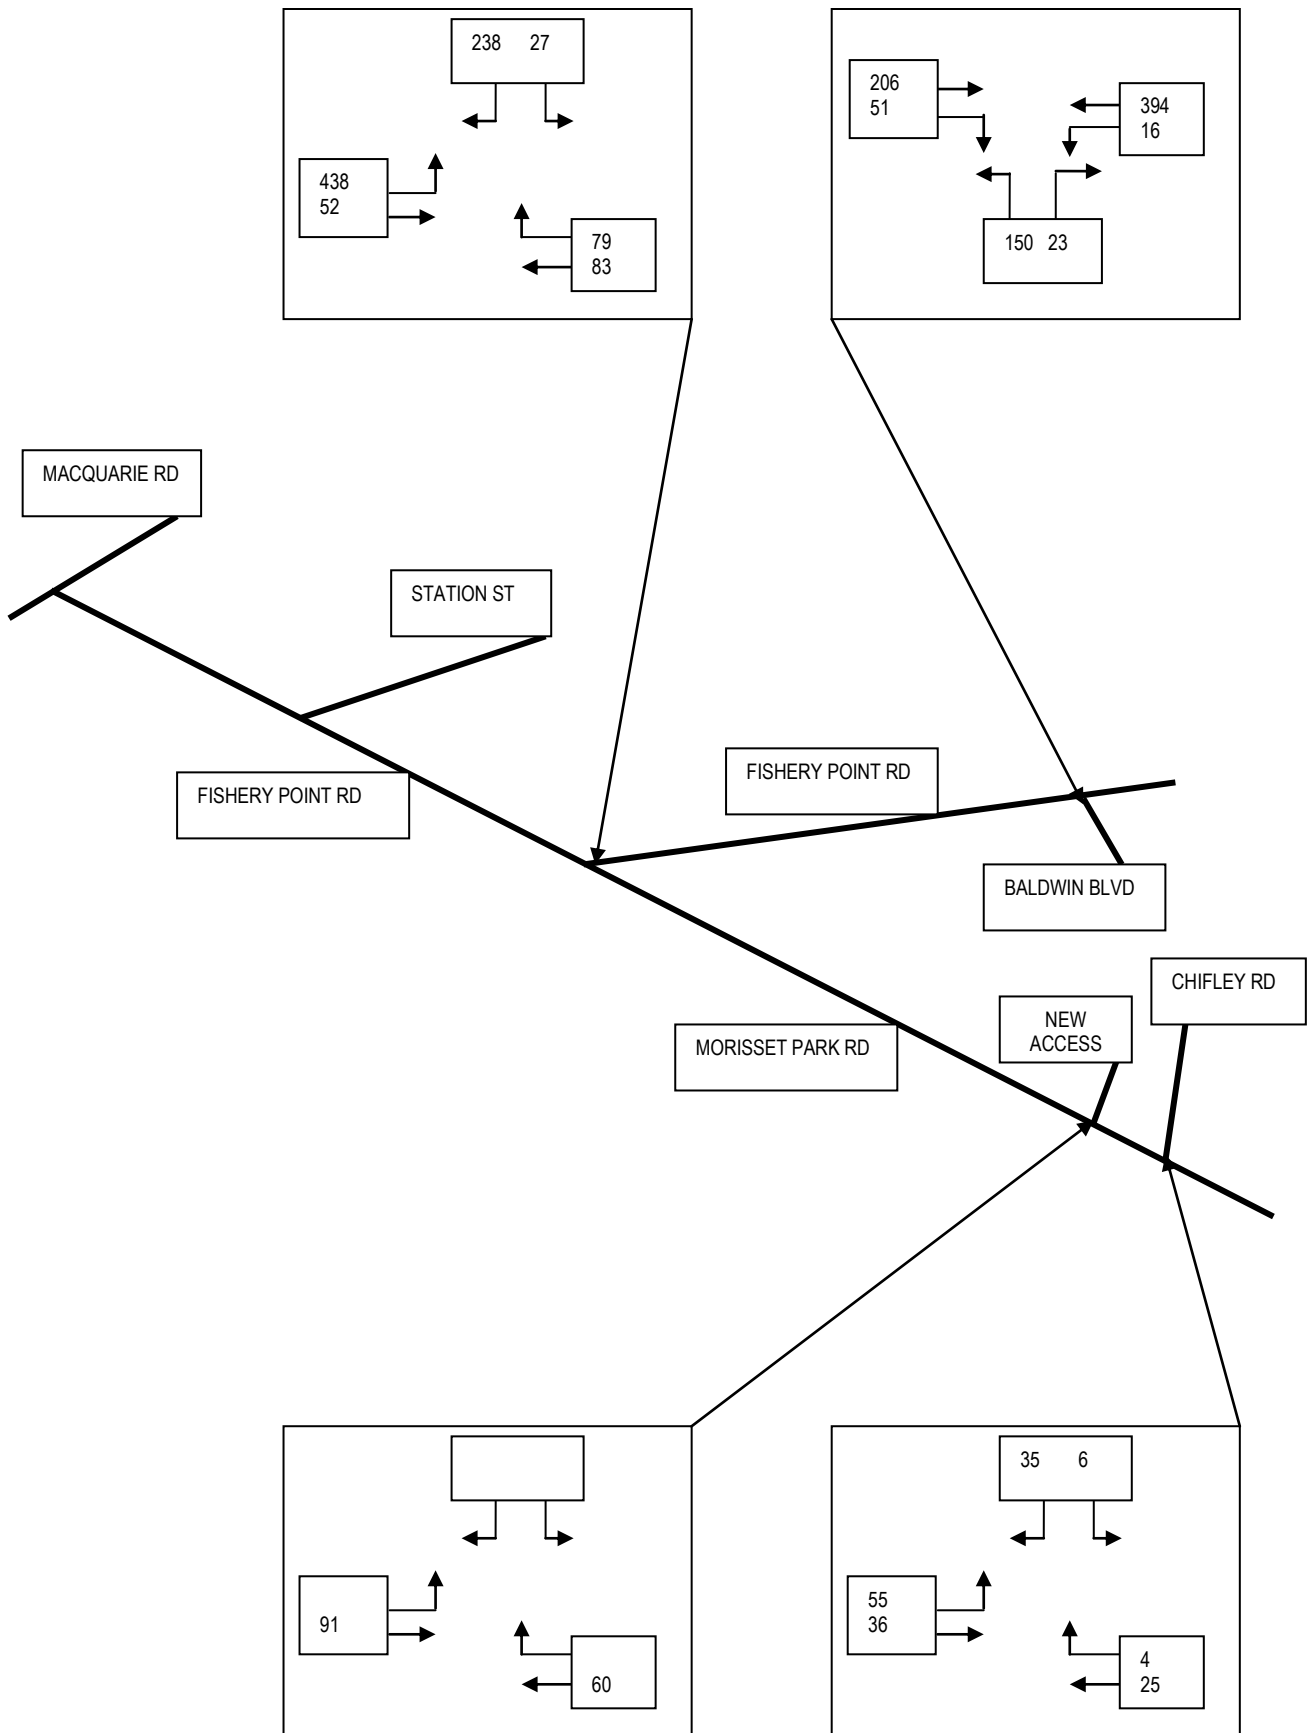 238 27
438
52
79
83
206
51
394
16
150 23
MACQUARIE RD
STATION ST
FISHERY POINT RD
FISHERY POINT RD
BALDWIN BLVD
CHIFLEY RD
NEW
ACCESS
MORISSET PARK RD
91
60
35 6
55
36
4
25